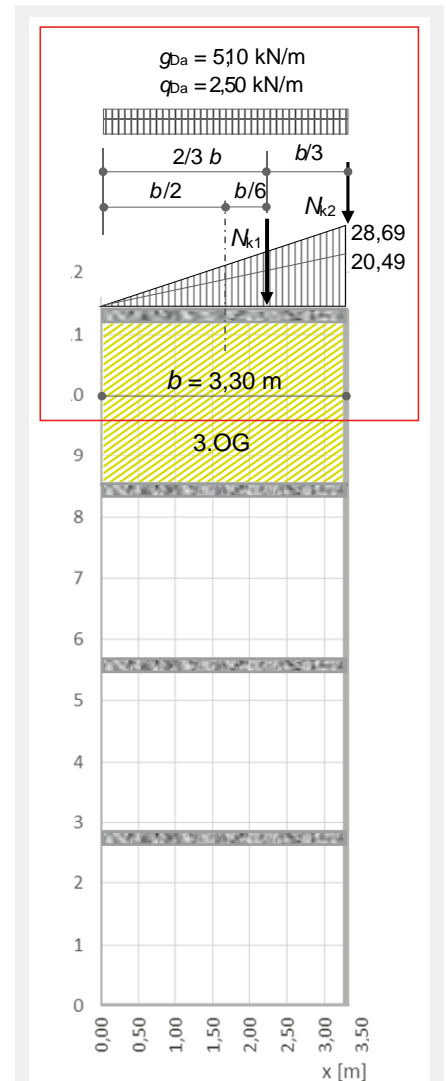 gDa = 5,10 kN/m
qDa = 2,50 kN/m
2/3 b b/3
b/2 b/6
Nk1 Nk2
28,69
20,49
.2
.1
b = 3,30 m
.0
3.OG
9
8
7
6
5
4
3
2
1
0
0,00 0,50 1,00 1,50 2,00 2,50 3,00 3,50
x [m]